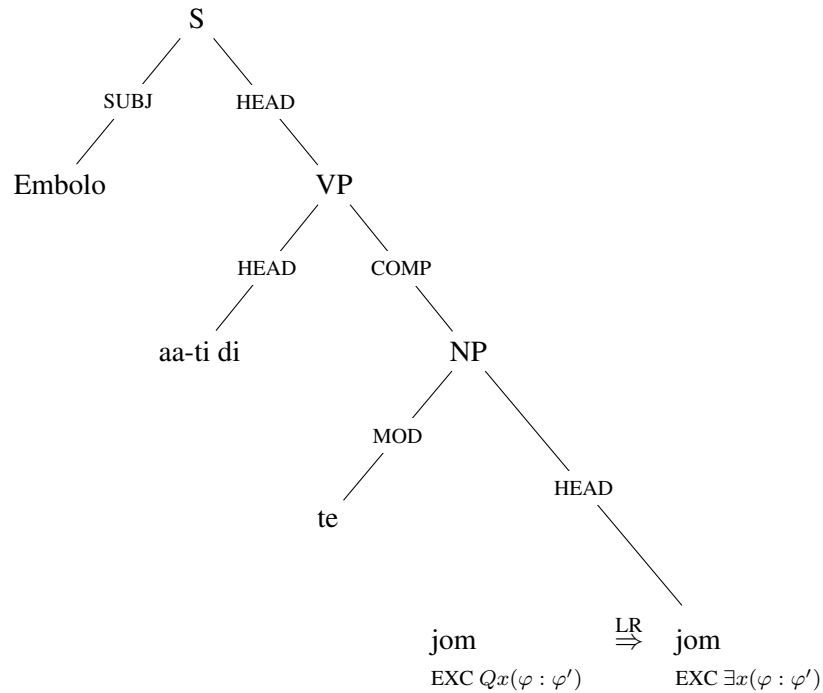 S
SUBJ HEAD
Embolo VP
HEAD COMP
aa-ti di NP
MOD
HEAD
te
jom LR ⇒ jom
EXC Qx(φ : φ′) EXC ∃x(φ : φ′)